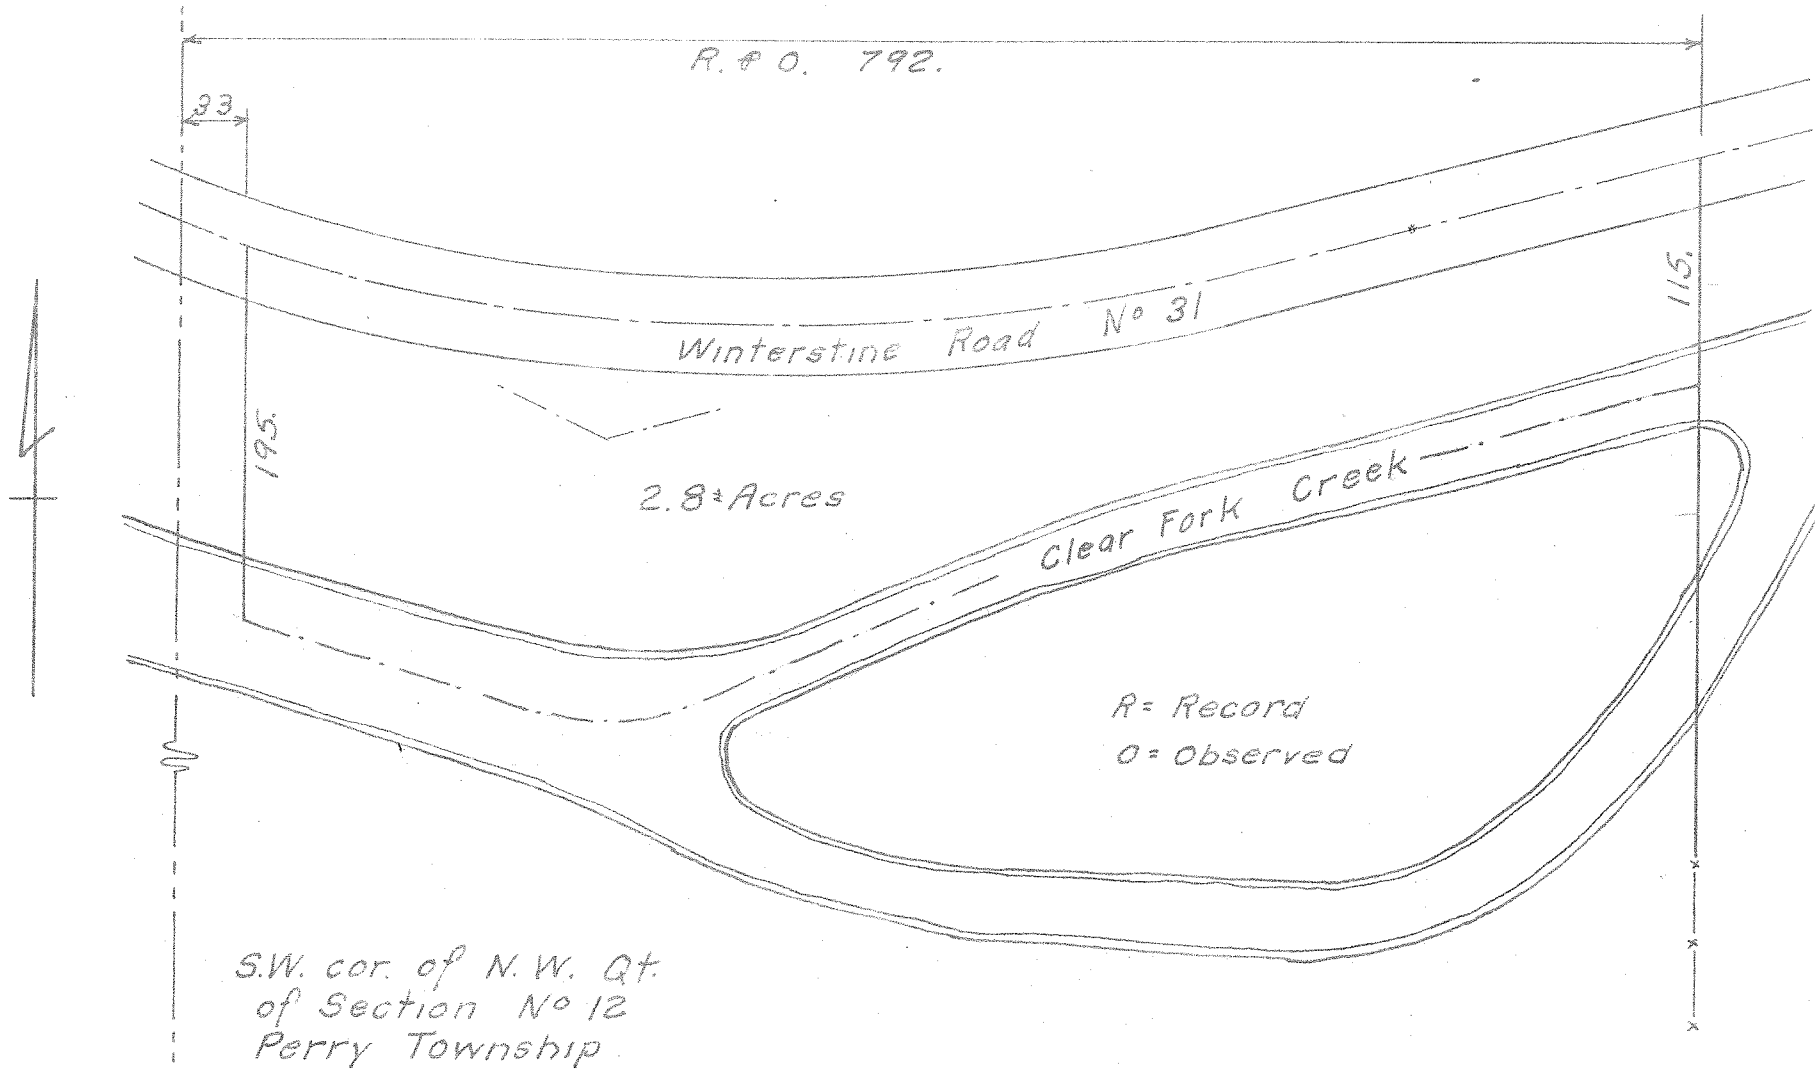 R. & O. 792.
33
Winterstine Road Nº 31
115.
195.
2.8± Acres
Clear Fork Creek
R = Record
O = Observed
S.W. cor. of N.W. Qt.
of Section Nº 12
Perry Township